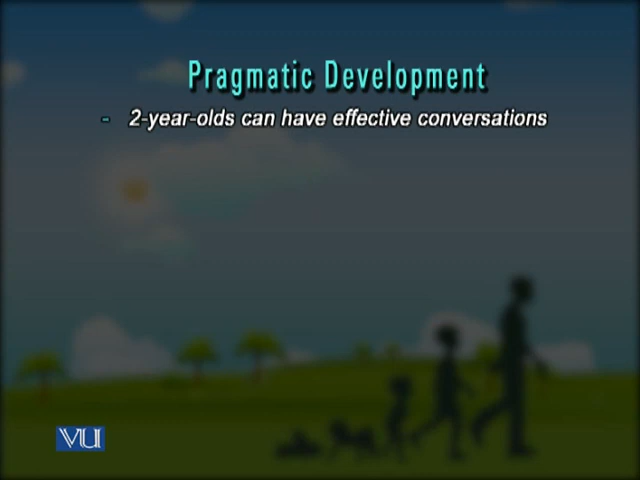 Pragmatic Development
- 2-year-olds can have effective conversations
VU